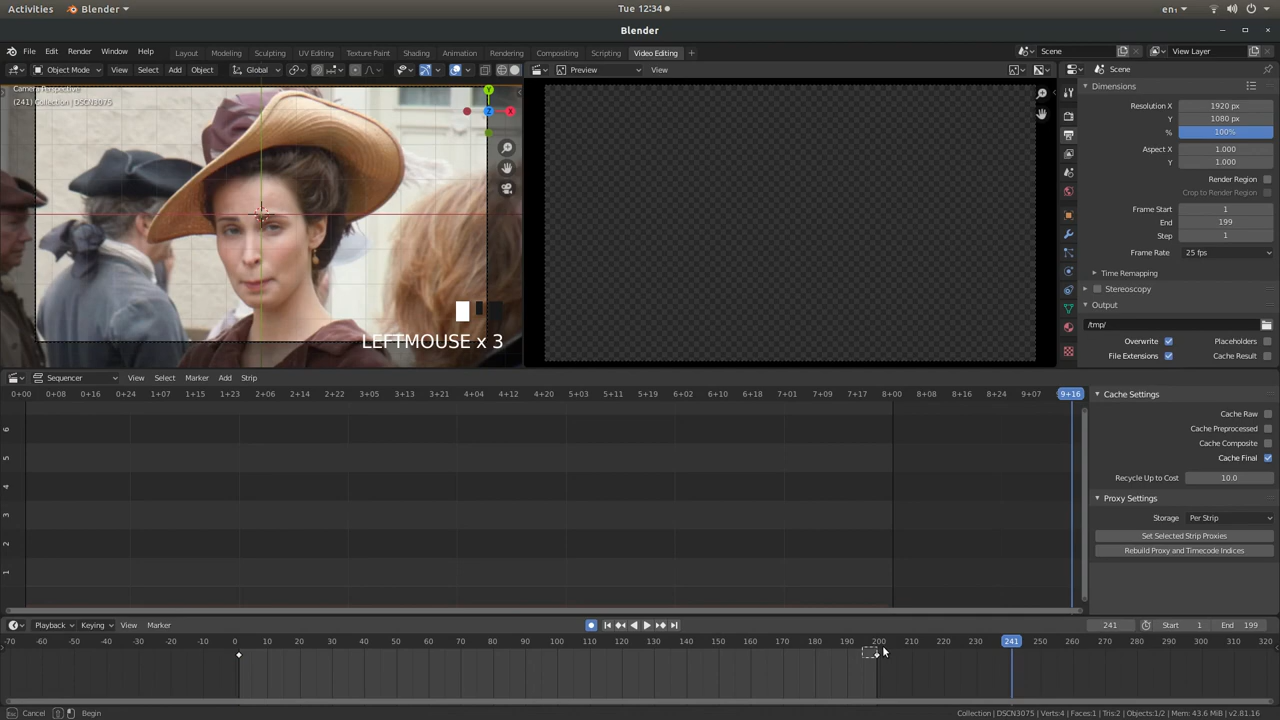 Activities Blender Tue 12:34 en₁
Blender
File Edit Render Window Help Layout Modeling Sculpting UV Editing Texture Paint Shading Animation Rendering Compositing Scripting Video Editing + Scene View Layer
Object Mode View Select Add Object Global Preview View Scene
Camera Perspective
(241) Collection | DSCN3075
Y
X
Z
Dimensions
Resolution X 1920 px
Y 1080 px
% 100%
Aspect X 1.000
Y 1.000
Render Region
Crop to Render Region
Frame Start 1
End 199
Step 1
Frame Rate 25 fps
Time Remapping
Stereoscopy
Output
/tmp/
Overwrite Placeholders
File Extensions Cache Result
LEFTMOUSE x 3
Sequencer View Select Marker Add Strip
0+00 0+08 0+16 0+24 1+07 1+15 1+23 2+06 2+14 2+22 3+05 3+13 3+21 4+04 4+12 4+20 5+03 5+11 5+19 6+02 6+10 6+18 7+01 7+09 7+17 8+00 8+08 8+16 8+24 9+07 9+16
6
5
4
3
2
1
Cache Settings
Cache Raw
Cache Preprocessed
Cache Composite
Cache Final
Recycle Up to Cost 10.0
Proxy Settings
Storage Per Strip
Set Selected Strip Proxies
Rebuild Proxy and Timecode Indices
Playback Keying View Marker 241 Start 1 End 199
-70 -60 -50 -40 -30 -20 -10 0 10 20 30 40 50 60 70 80 90 100 110 120 130 140 150 160 170 180 190 200 210 220 230 241 250 260 270 280 290 300 310 320
Cancel Begin Collection | DSCN3075 | Verts:4 | Faces:1 | Tris:2 | Objects:1/2 | Mem: 43.6 MiB | v2.81.16